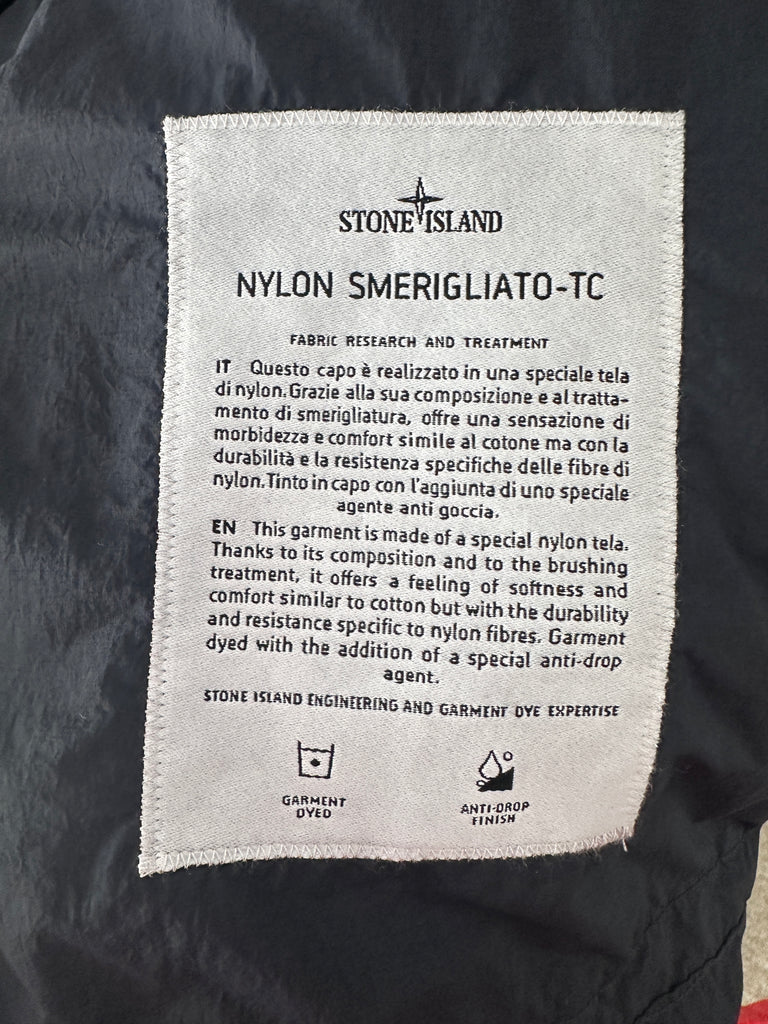 STONE ISLAND
NYLON SMERIGLIATO-TC
FABRIC RESEARCH AND TREATMENT
IT Questo capo è realizzato in una speciale tela
di nylon.Grazie alla sua composizione e al tratta-
mento di smerigliatura, offre una sensazione di
morbidezza e comfort simile al cotone ma con la
durabilità e la resistenza specifiche delle fibre di
nylon.Tinto in capo con l'aggiunta di uno speciale
agente anti goccia.
EN This garment is made of a special nylon tela.
Thanks to its composition and to the brushing
treatment, it offers a feeling of softness and
comfort similar to cotton but with the durability
and resistance specific to nylon fibres. Garment
dyed with the addition of a special anti-drop
agent.
STONE ISLAND ENGINEERING AND GARMENT DYE EXPERTISE
GARMENT
DYED
ANTI-DROP
FINISH